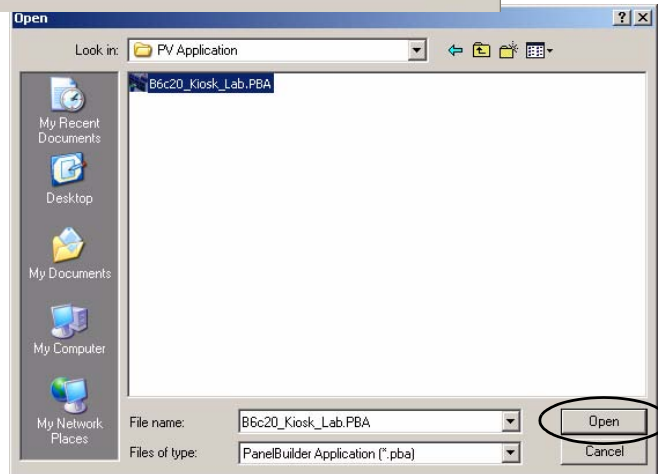 Open
Look in: PV Application
B6c20_Kiosk_Lab.PBA
My Recent
Documents
Desktop
My Documents
My Computer
My Network
Places
File name: B6c20_Kiosk_Lab.PBA Open
Files of type: PanelBuilder Application (*.pba) Cancel